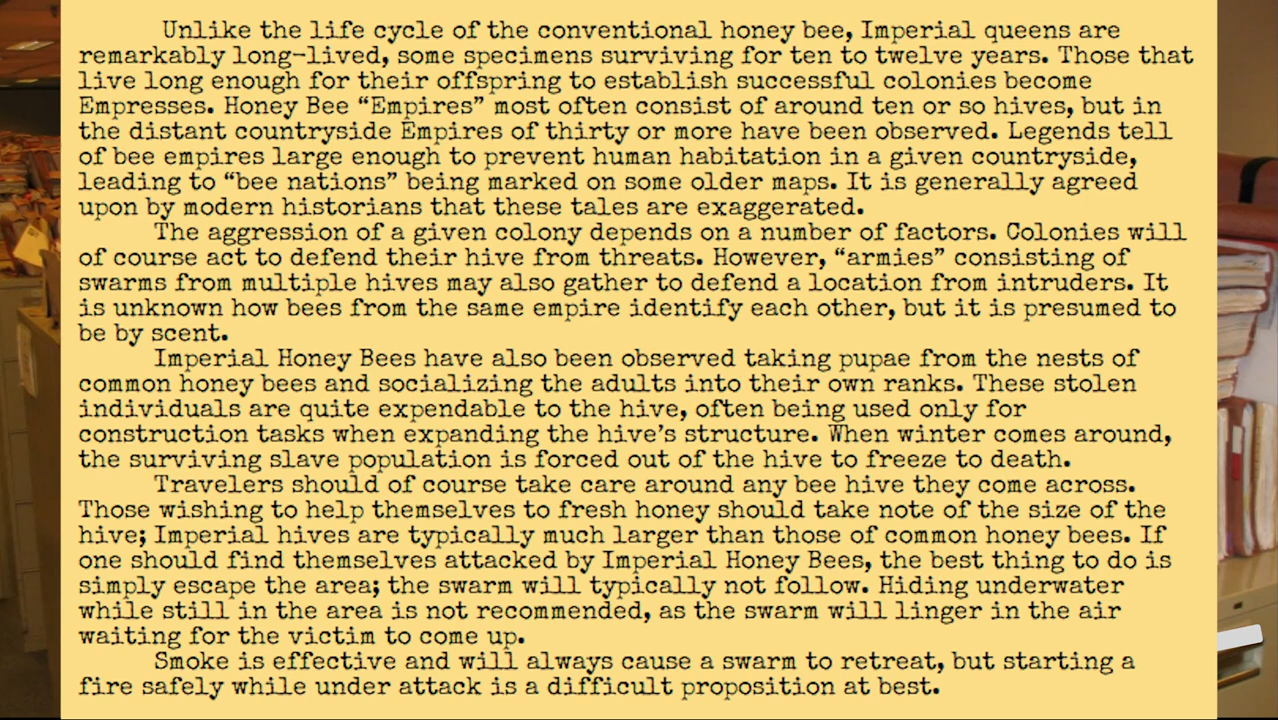 Unlike the life cycle of the conventional honey bee, Imperial queens are
remarkably long-lived, some specimens surviving for ten to twelve years. Those that
live long enough for their offspring to establish successful colonies become
Empresses. Honey Bee “Empires” most often consist of around ten or so hives, but in
the distant countryside Empires of thirty or more have been observed. Legends tell
of bee empires large enough to prevent human habitation in a given countryside,
leading to “bee nations” being marked on some older maps. It is generally agreed
upon by modern historians that these tales are exaggerated.
The aggression of a given colony depends on a number of factors. Colonies will
of course act to defend their hive from threats. However, “armies” consisting of
swarms from multiple hives may also gather to defend a location from intruders. It
is unknown how bees from the same empire identify each other, but it is presumed to
be by scent.
Imperial Honey Bees have also been observed taking pupae from the nests of
common honey bees and socializing the adults into their own ranks. These stolen
individuals are quite expendable to the hive, often being used only for
construction tasks when expanding the hive’s structure. When winter comes around,
the surviving slave population is forced out of the hive to freeze to death.
Travelers should of course take care around any bee hive they come across.
Those wishing to help themselves to fresh honey should take note of the size of the
hive; Imperial hives are typically much larger than those of common honey bees. If
one should find themselves attacked by Imperial Honey Bees, the best thing to do is
simply escape the area; the swarm will typically not follow. Hiding underwater
while still in the area is not recommended, as the swarm will linger in the air
waiting for the victim to come up.
Smoke is effective and will always cause a swarm to retreat, but starting a
fire safely while under attack is a difficult proposition at best.